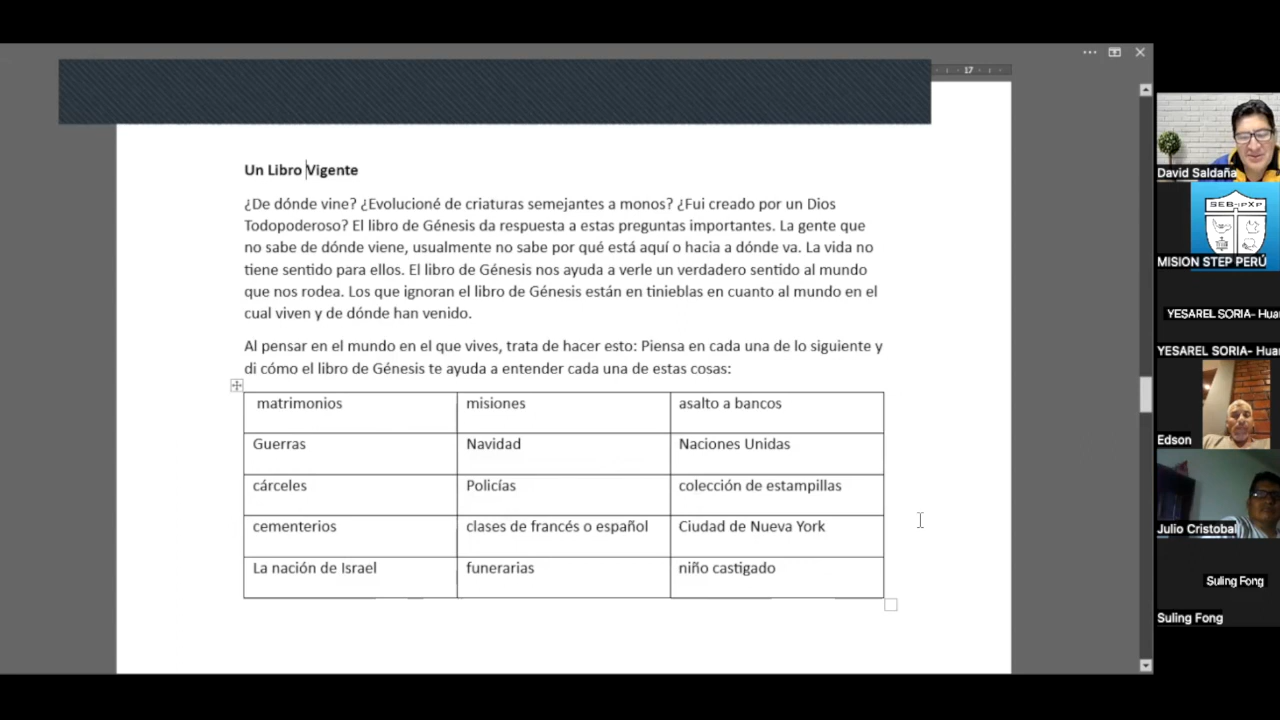 17
Un Libro Vigente
¿De dónde vine? ¿Evolucioné de criaturas semejantes a monos? ¿Fui creado por un Dios
Todopoderoso? El libro de Génesis da respuesta a estas preguntas importantes. La gente que
no sabe de dónde viene, usualmente no sabe por qué está aquí o hacia a dónde va. La vida no
tiene sentido para ellos. El libro de Génesis nos ayuda a verle un verdadero sentido al mundo
que nos rodea. Los que ignoran el libro de Génesis están en tinieblas en cuanto al mundo en el
cual viven y de dónde han venido.
Al pensar en el mundo en el que vives, trata de hacer esto: Piensa en cada una de lo siguiente y
di cómo el libro de Génesis te ayuda a entender cada una de estas cosas:
matrimonios misiones asalto a bancos
Guerras Navidad Naciones Unidas
cárceles Policías colección de estampillas
cementerios clases de francés o español Ciudad de Nueva York
La nación de Israel funerarias niño castigado
David Saldaña
SEB-IPXP
MISION STEP PERÚ
YESAREL SORIA- Hua
YESAREL SORIA- Hua
Edson
Julio Cristobal
Suling Fong
Suling Fong